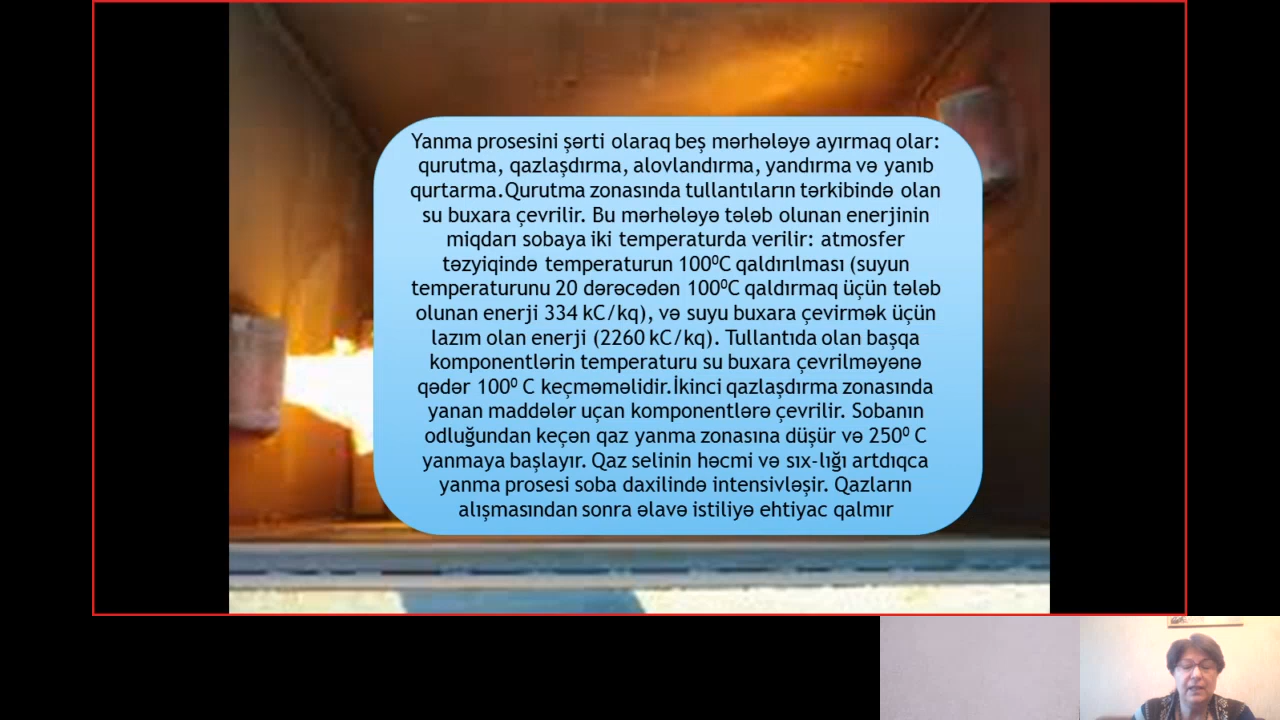 Yanma prosesini şərti olaraq beş mərhələyə ayırmaq olar:
qurutma, qazlaşdırma, alovlandırma, yandırma və yanıb
qurtarma.Qurutma zonasında tullantıların tərkibində olan
su buxara çevrilir. Bu mərhələyə tələb olunan enerjinin
miqdarı sobaya iki temperaturda verilir: atmosfer
təzyiqində temperaturun 100⁰C qaldırılması (suyun
temperaturunu 20 dərəcədən 100⁰C qaldırmaq üçün tələb
olunan enerji 334 kC/kq), və suyu buxara çevirmək üçün
lazım olan enerji (2260 kC/kq). Tullantıda olan başqa
komponentlərin temperaturu su buxara çevrilməyənə
qədər 100⁰ C keçməməlidir.İkinci qazlaşdırma zonasında
yanan maddələr uçan komponentlərə çevrilir. Sobanın
odluğundan keçən qaz yanma zonasına düşür və 250⁰ C
yanmaya başlayır. Qaz selinin həcmi və sıx-lığı artdıqca
yanma prosesi soba daxilində intensivləşir. Qazların
alışmasından sonra əlavə istiliyə ehtiyac qalmır